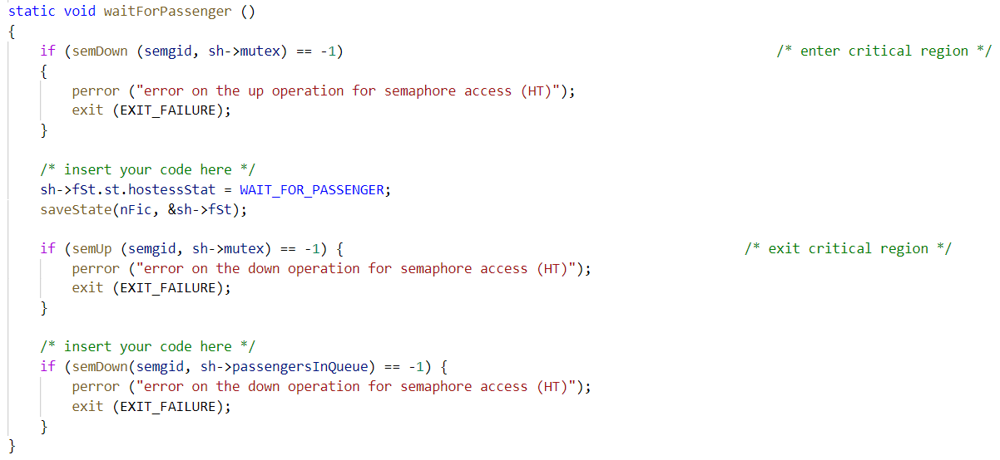 static void waitForPassenger ()
{
    if (semDown (semgid, sh->mutex) == -1)                                                      /* enter critical region */
    {
        perror ("error on the up operation for semaphore access (HT)");
        exit (EXIT_FAILURE);
    }

    /* insert your code here */
    sh->fSt.st.hostessStat = WAIT_FOR_PASSENGER;
    saveState(nFic, &sh->fSt);

    if (semUp (semgid, sh->mutex) == -1) {                                                  /* exit critical region */
        perror ("error on the down operation for semaphore access (HT)");
        exit (EXIT_FAILURE);
    }

    /* insert your code here */
    if (semDown(semgid, sh->passengersInQueue) == -1) {
        perror ("error on the down operation for semaphore access (HT)");
        exit (EXIT_FAILURE);
    }
}